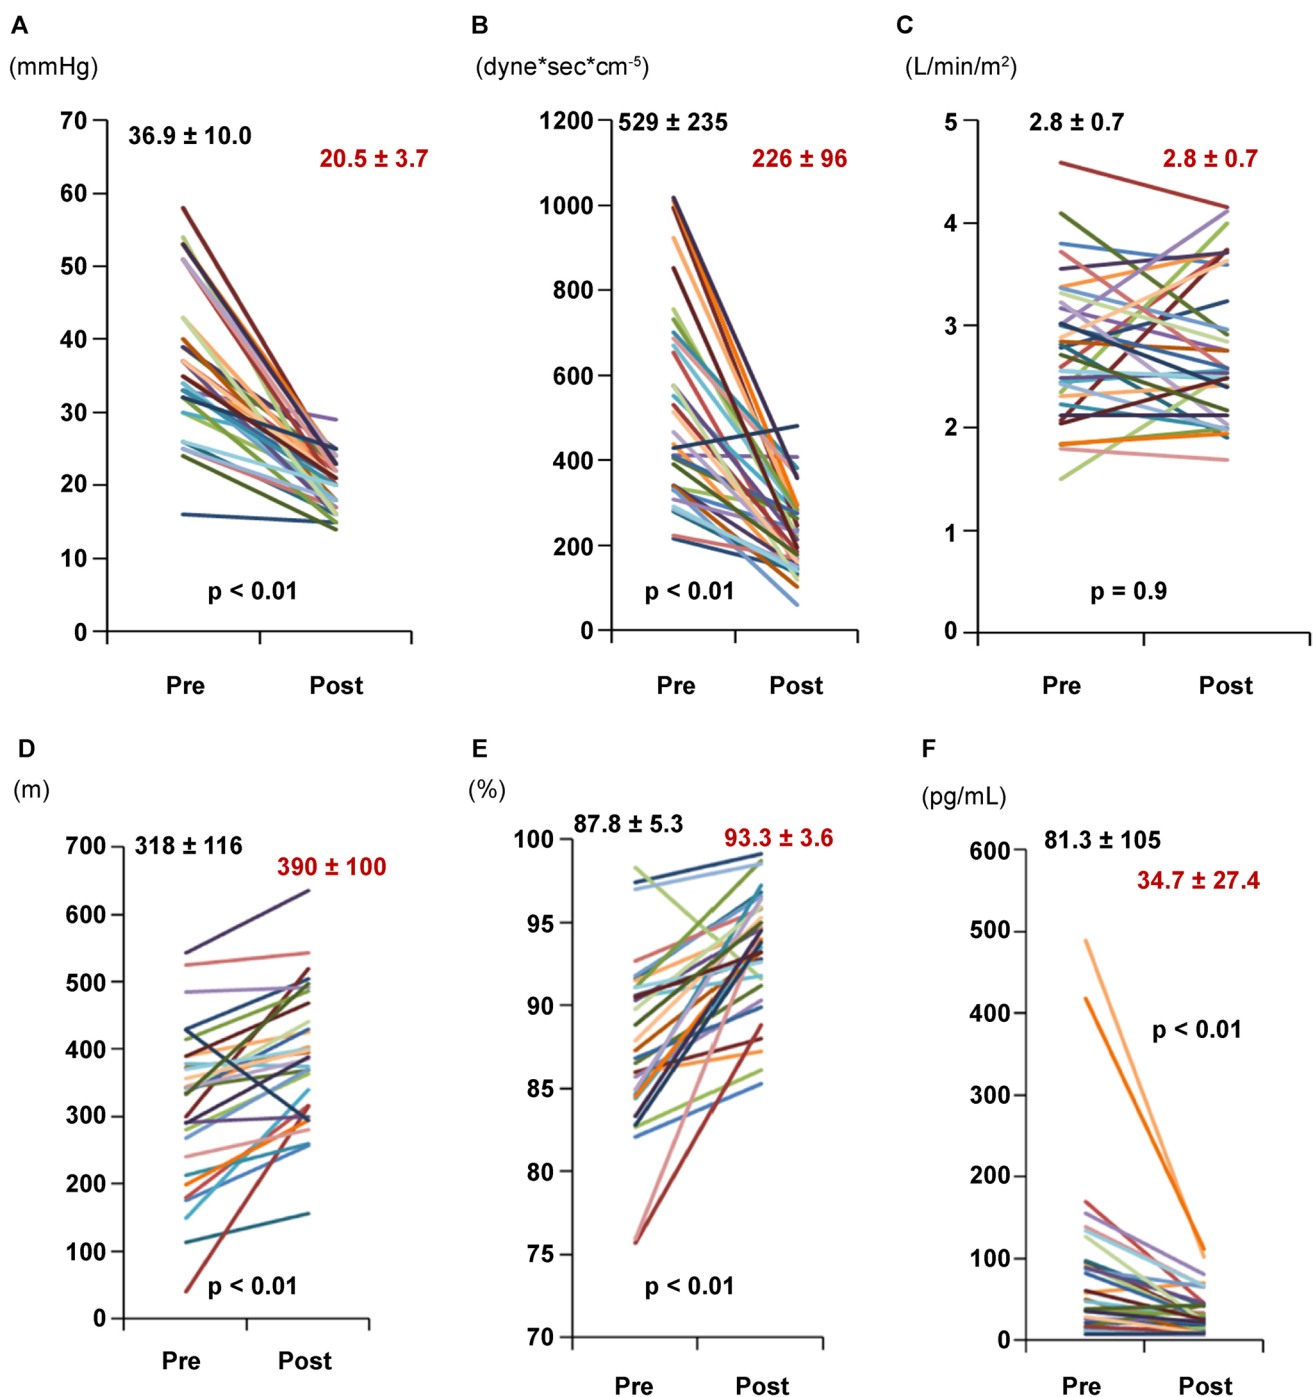 A
(mmHg)
70
60
50
40
30
20
10
0
36.9 ± 10.0
20.5 ± 3.7
p < 0.01
Pre
Post
B
(dyne*sec*cm-5)
1200
1000
800
600
400
200
0
529 ± 235
226 ± 96
p < 0.01
Pre
Post
C
(L/min/m2)
5
4
3
2
1
0
2.8 ± 0.7
2.8 ± 0.7
p = 0.9
Pre
Post
D
(m)
700
600
500
400
300
200
100
0
318 ± 116
390 ± 100
p < 0.01
Pre
Post
E
(%)
100
95
90
85
80
75
70
87.8 ± 5.3
93.3 ± 3.6
p < 0.01
Pre
Post
F
(pg/mL)
600
500
400
300
200
100
0
81.3 ± 105
34.7 ± 27.4
p < 0.01
Pre
Post